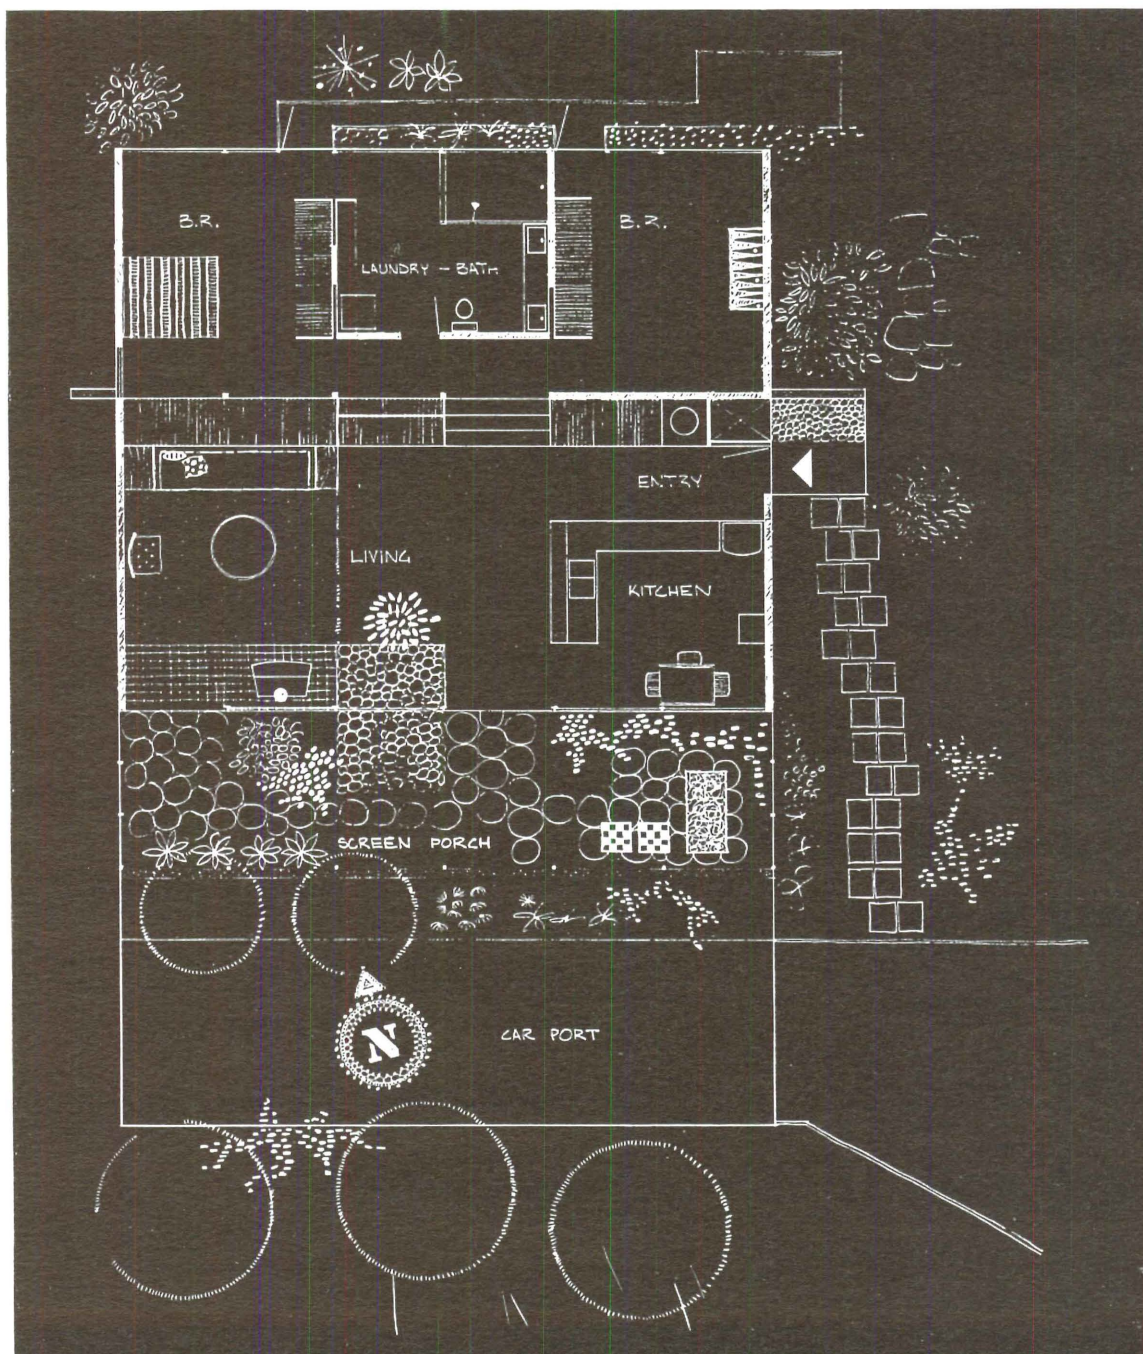 B.R.
B.R.
LAUNDRY - BATH
ENTRY
LIVING
KITCHEN
SCREEN PORCH
N
CAR PORT